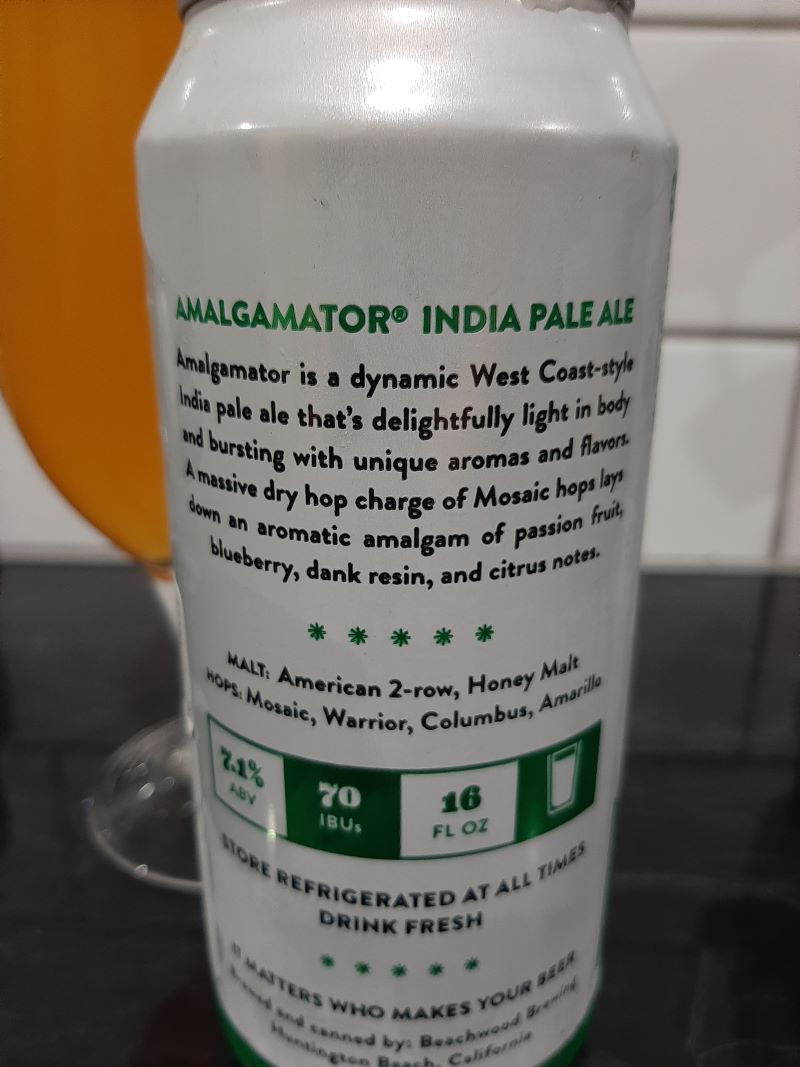 AMALGAMATOR® INDIA PALE ALE
Amalgamator is a dynamic West Coast-style
India pale ale that's delightfully light in body
and bursting with unique aromas and flavors.
A massive dry hop charge of Mosaic hops lays
down an aromatic amalgam of passion fruit,
blueberry, dank resin, and citrus notes.
MALT: American 2-row, Honey Malt
HOPS: Mosaic, Warrior, Columbus, Amarillo
7.1% 70 16
ABV IBUs FL OZ
STORE REFRIGERATED AT ALL TIMES
DRINK FRESH
IT MATTERS WHO MAKES YOUR BEER
Brewed and canned by: Beachwood Brewing
Huntington Beach, California